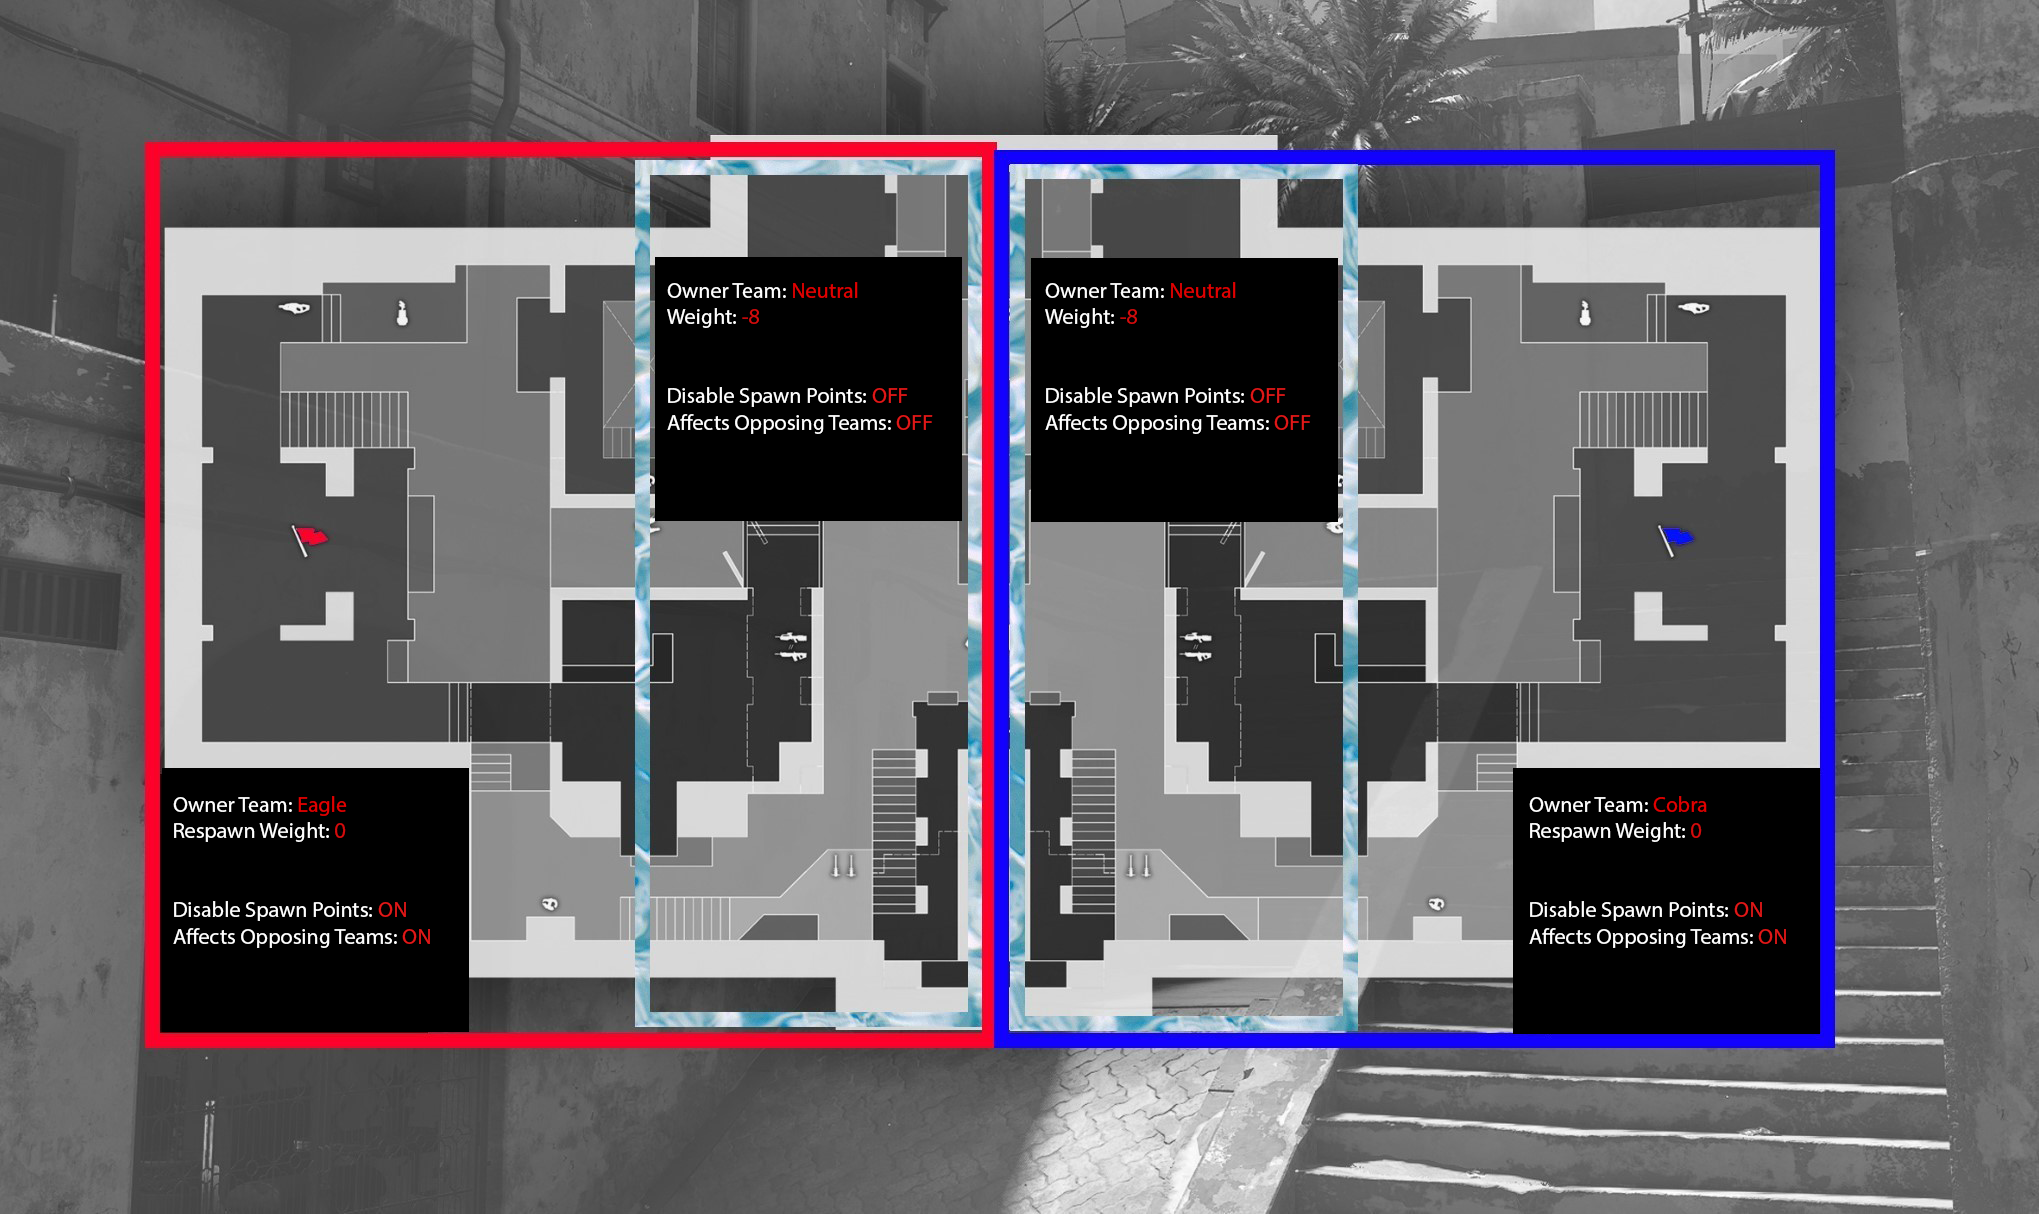 Owner Team: Neutral
Weight: -8
Disable Spawn Points: OFF
Affects Opposing Teams: OFF
Owner Team: Neutral
Weight: -8
Disable Spawn Points: OFF
Affects Opposing Teams: OFF
Owner Team: Eagle
Respawn Weight: 0
Disable Spawn Points: ON
Affects Opposing Teams: ON
Owner Team: Cobra
Respawn Weight: 0
Disable Spawn Points: ON
Affects Opposing Teams: ON